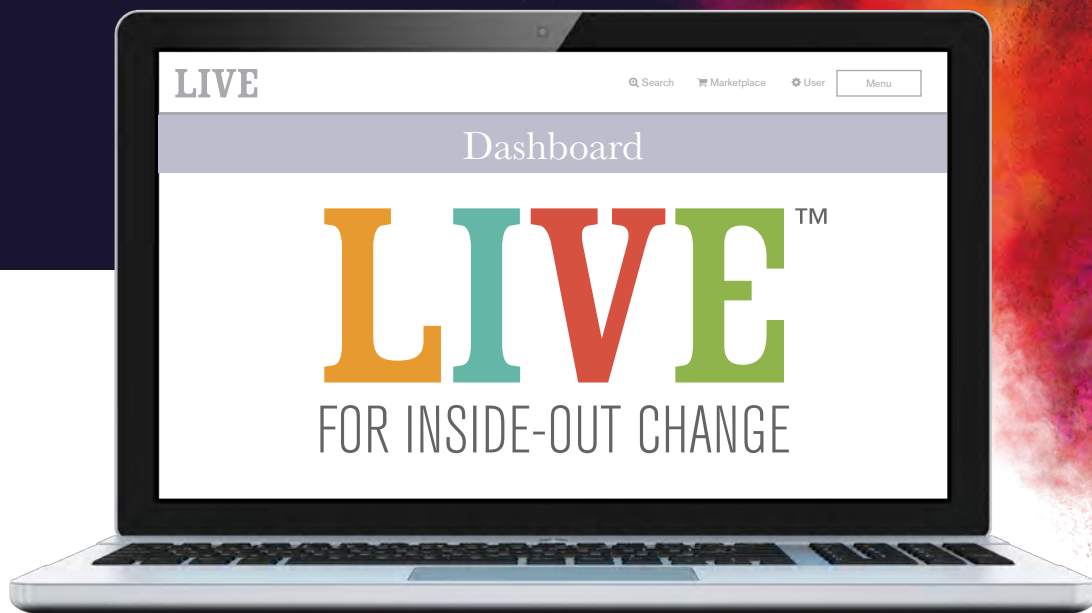 LIVE
Search Marketplace User Menu
Dashboard
LIVE™
FOR INSIDE-OUT CHANGE